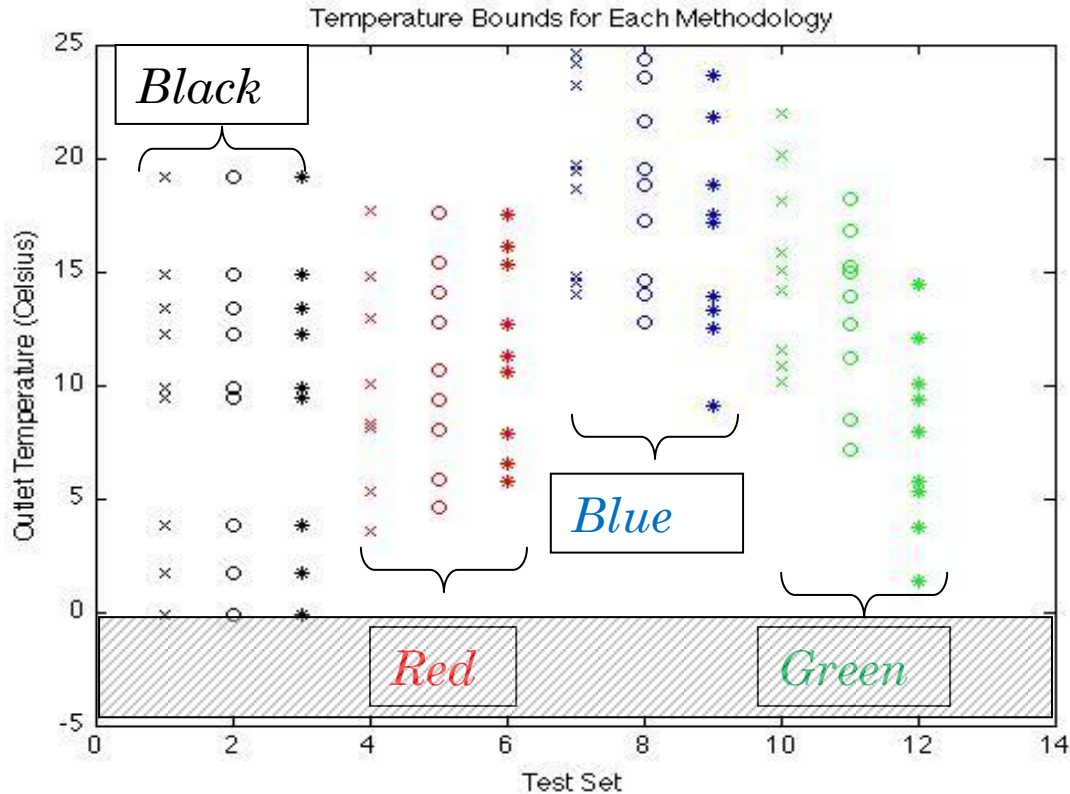 Temperature Bounds for Each Methodology
25
Black
20
15
10
5
0
-5
Outlet Temperature (Celsius)
Blue
Red
Green
0 2 4 6 8 10 12 14
Test Set